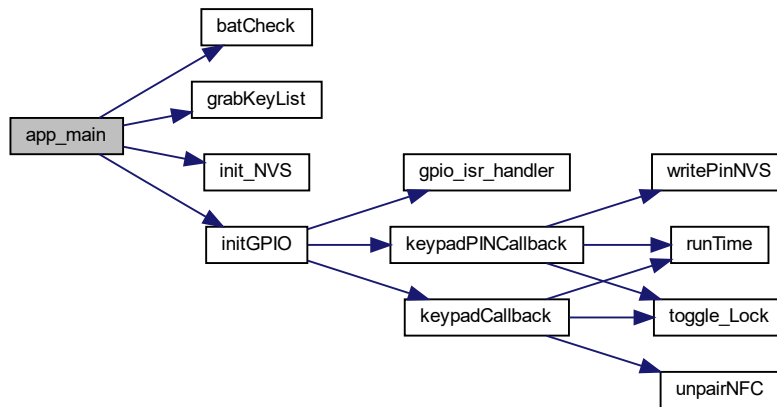 batCheck
grabKeyList
app_main
init_NVS
initGPIO
gpio_isr_handler
keypadPINCallback
keypadCallback
writePinNVS
runTime
toggle_Lock
unpairNFC